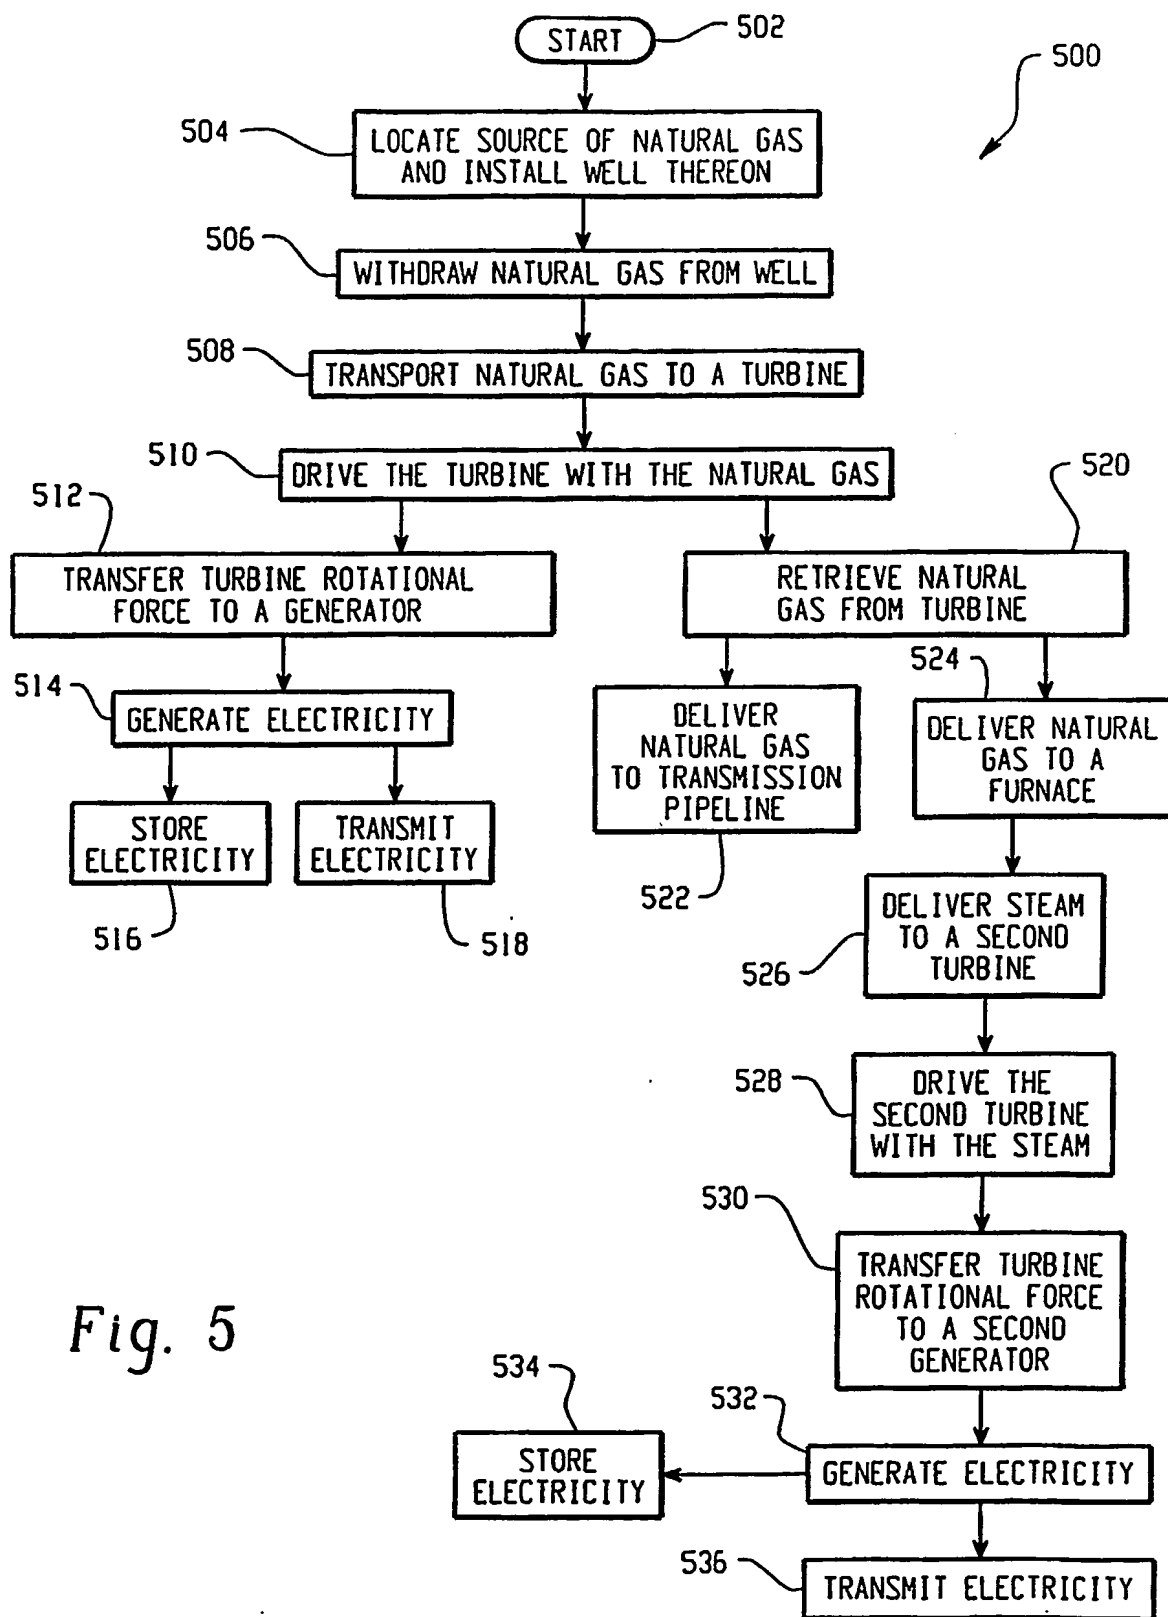 START
502
500
504
LOCATE SOURCE OF NATURAL GAS
AND INSTALL WELL THEREON
506
WITHDRAW NATURAL GAS FROM WELL
508
TRANSPORT NATURAL GAS TO A TURBINE
510
DRIVE THE TURBINE WITH THE NATURAL GAS
512
TRANSFER TURBINE ROTATIONAL
FORCE TO A GENERATOR
514
GENERATE ELECTRICITY
STORE
ELECTRICITY
516
TRANSMIT
ELECTRICITY
518
520
RETRIEVE NATURAL
GAS FROM TURBINE
DELIVER
NATURAL GAS
TO TRANSMISSION
PIPELINE
522
524
DELIVER NATURAL
GAS TO A
FURNACE
DELIVER STEAM
TO A SECOND
TURBINE
526
528
DRIVE THE
SECOND TURBINE
WITH THE STEAM
530
TRANSFER TURBINE
ROTATIONAL FORCE
TO A SECOND
GENERATOR
532
GENERATE ELECTRICITY
534
STORE
ELECTRICITY
536
TRANSMIT ELECTRICITY
Fig. 5